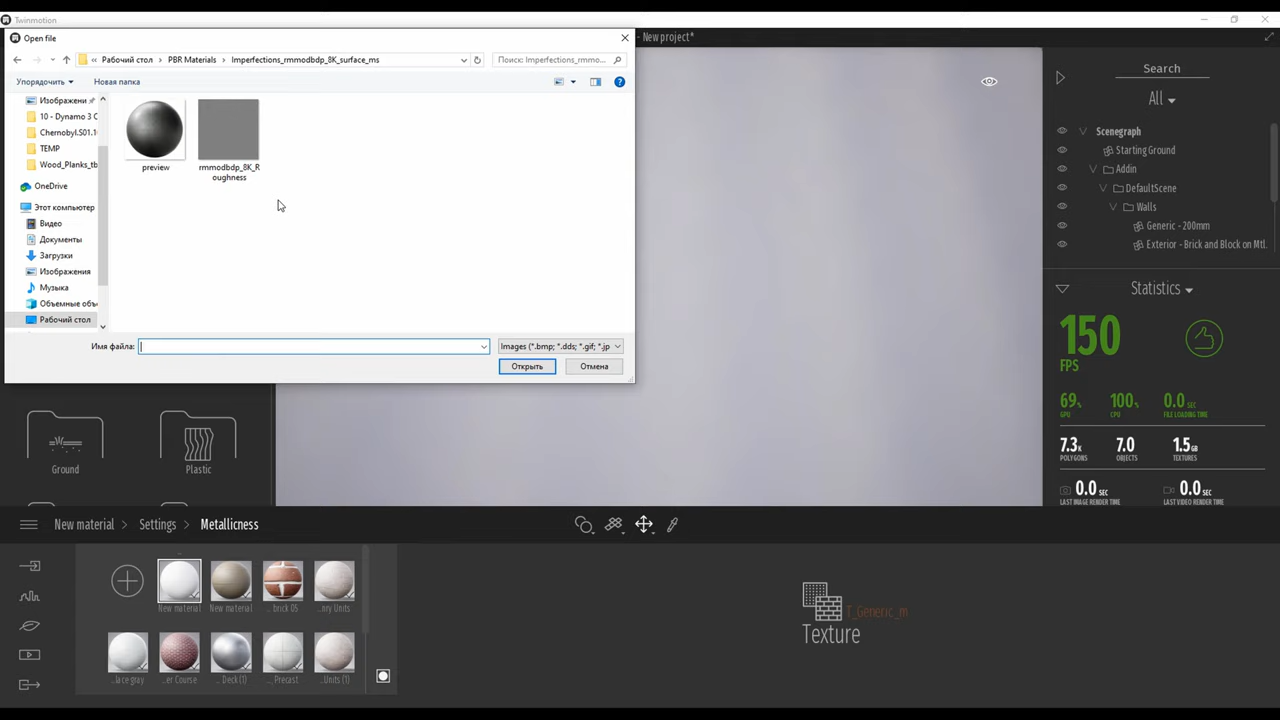 Twinmotion
Open file
- New project*
Рабочий стол
PBR Materials
Imperfections_rmmodbdp_8K_surface_ms
Поиск: Imperfections_rmmo...
Упорядочить
Новая папка
Изображени
10 - Dynamo 3 C
Chernobyl.S01.1
TEMP
Wood_Planks_tb
OneDrive
Этот компьютер
Видео
Документы
Загрузки
Изображения
Музыка
Объемные объ
Рабочий стол
preview
rmmodbdp_8K_R
oughness
Имя файла:
Images (*.bmp; *.dds; *.gif; *.jp
Открыть
Отмена
Search
All
Scenegraph
Starting Ground
Addin
DefaultScene
Walls
Generic - 200mm
Exterior - Brick and Block on Mtl.
Statistics
150
FPS
69%
GPU
100%
CPU
0.0 SEC
FILE LOADING TIME
7.3K
POLYGONS
7.0
OBJECTS
1.5GB
TEXTURES
0.0 SEC
LAST IMAGE RENDER TIME
0.0 SEC
LAST VIDEO RENDER TIME
Ground
Plastic
New material
Settings
Metallicness
New material
New material
... brick 05
...nry Units
...lace gray
...er Course
Deck (1)
..., Precast
...Units (1)
T_Generic_m
Texture